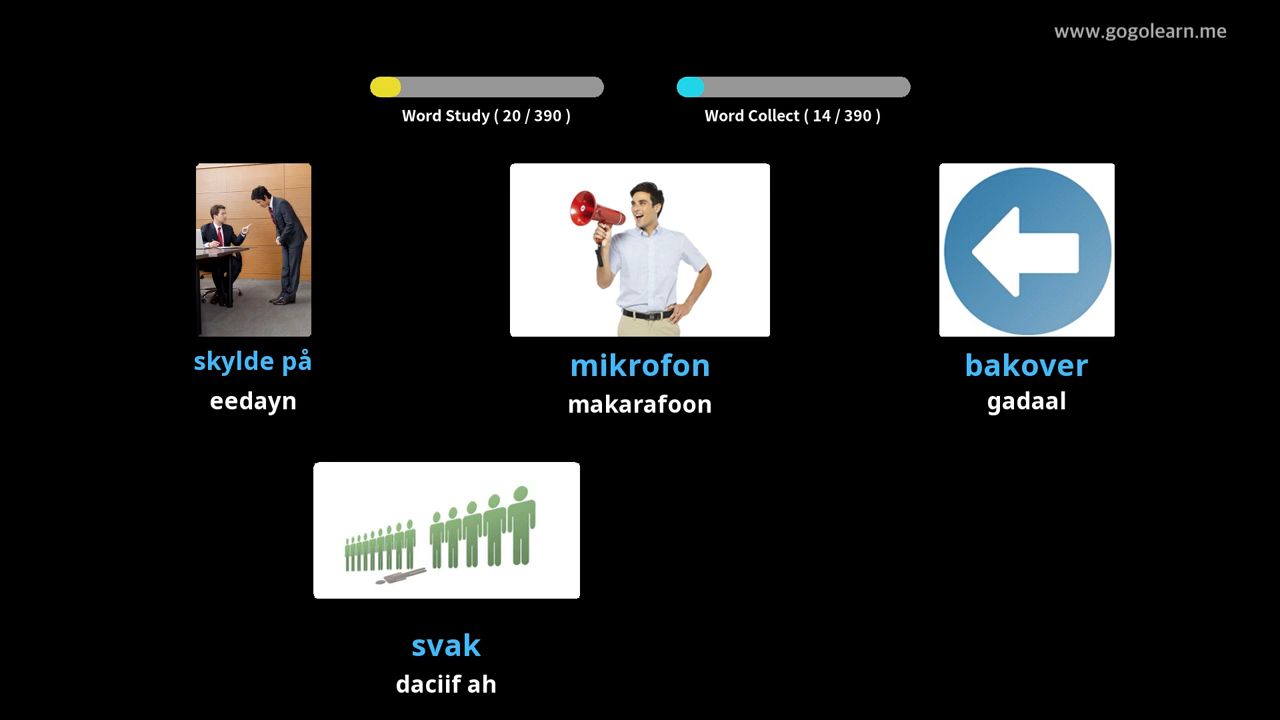 www.gogolearn.me
Word Study ( 20 / 390 )
Word Collect ( 14 / 390 )
skylde på
eedayn
mikrofon
makarafoon
bakover
gadaal
svak
daciif ah